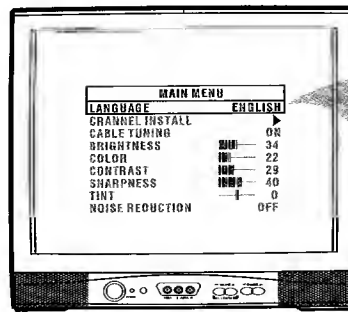 MAIN MENU
LANGUAGE ENGLISH
CHANNEL INSTALL
CABLE TUNING ON
BRIGHTNESS 34
COLOR 22
CONTRAST 29
SHARPNESS 40
TINT 0
NOISE REDUCTION OFF